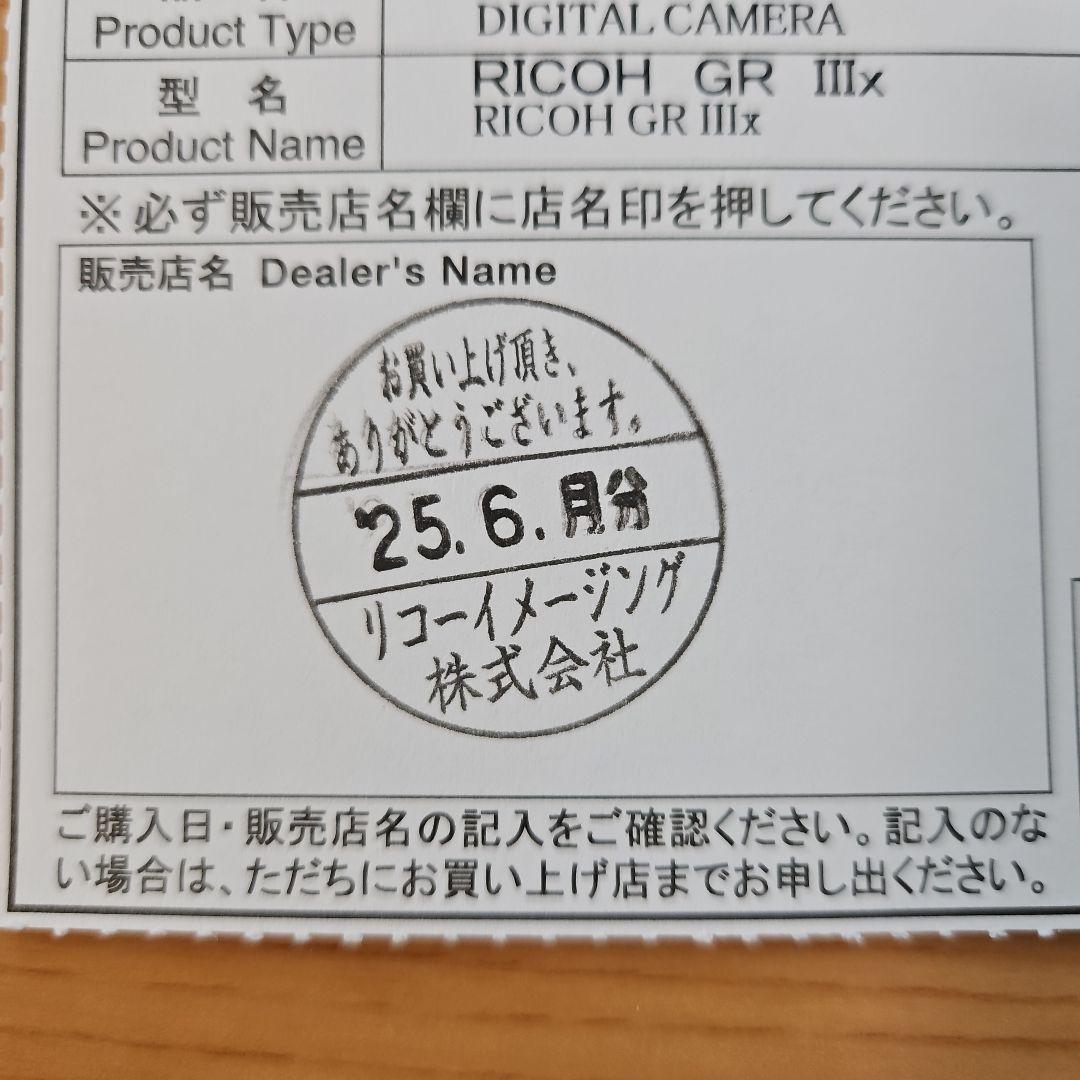 Product Type
DIGITAL CAMERA
型 名
Product Name
RICOH GR IIIx
RICOH GR IIIx
※必ず販売店名欄に店名印を押してください。
販売店名 Dealer's Name
お買い上げ頂き、
ありがとうございます。
'25.6.月分
リコーイメージング
株式会社
ご購入日・販売店名の記入をご確認ください。記入のな
い場合は、ただちにお買い上げ店までお申し出ください。